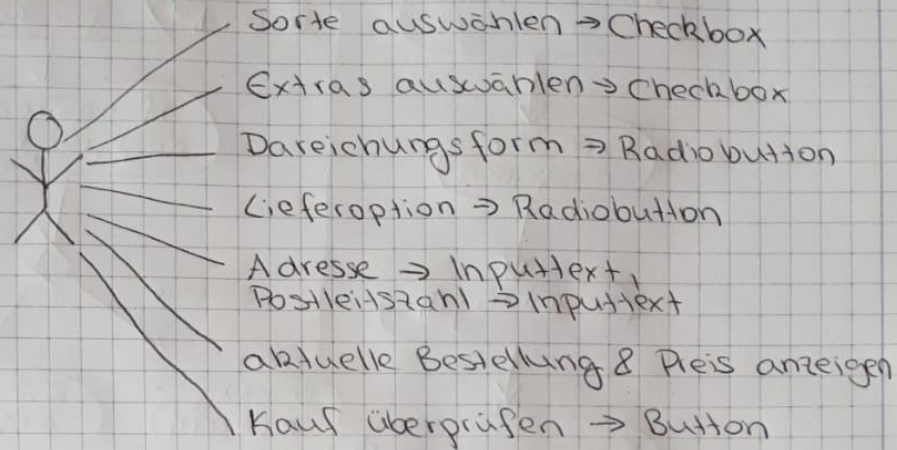 Sorte auswählen → Checkbox
Extras auswählen → Checkbox
Dareichungsform → Radiobutton
Lieferoption → Radiobutton
Adresse → Inputtext,
Postleitszahl → Inputtext
aktuelle Bestellung & Preis anzeigen
Kauf überprüfen → Button